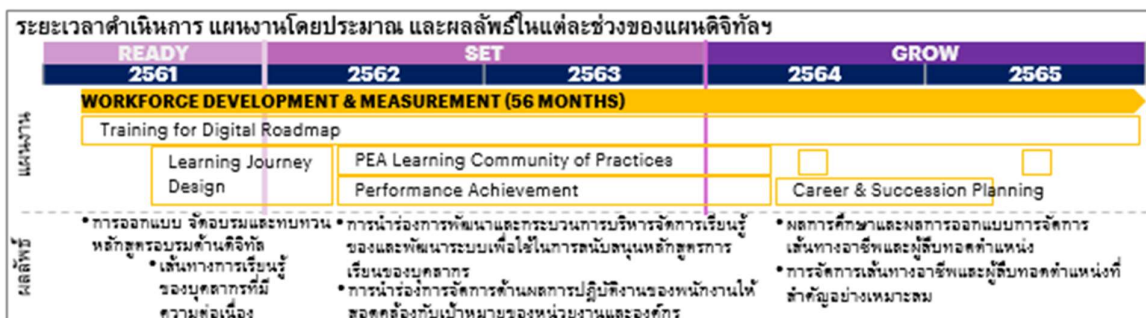 ระยะเวลาดำเนินการ แผนงานโดยประมาณ และผลลัพธ์ในแต่ละช่วงของแผนดิจิทัลฯ
READY SET GROW
2561 2562 2563 2564 2565
แผนงาน
WORKFORCE DEVELOPMENT & MEASUREMENT (56 MONTHS)
Training for Digital Roadmap
Learning Journey
Design
PEA Learning Community of Practices
Performance Achievement
Career & Succession Planning
ผลลัพธ์
•การออกแบบ จัดอบรมและทบทวน
หลักสูตรอบรมด้านดิจิทัล
•เส้นทางการเรียนรู้
ของบุคลากรที่มี
ความต่อเนื่อง
•การนำร่องการพัฒนาและกระบวนการบริหารจัดการเรียนรู้
ของและพัฒนาระบบเพื่อใช้ในการสนับสนุนหลักสูตรการ
เรียนของบุคลากร
•การนำร่องการจัดการด้านผลการปฏิบัติงานของพนักงานให้
สอดคล้องกับเป้าหมายของหน่วยงานและองค์กร
•ผลการศึกษาและผลการออกแบบการจัดการ
เส้นทางอาชีพและผู้สืบทอดตำแหน่ง
•การจัดการเส้นทางอาชีพและผู้สืบทอดตำแหน่งที่
สำคัญอย่างเหมาะสม